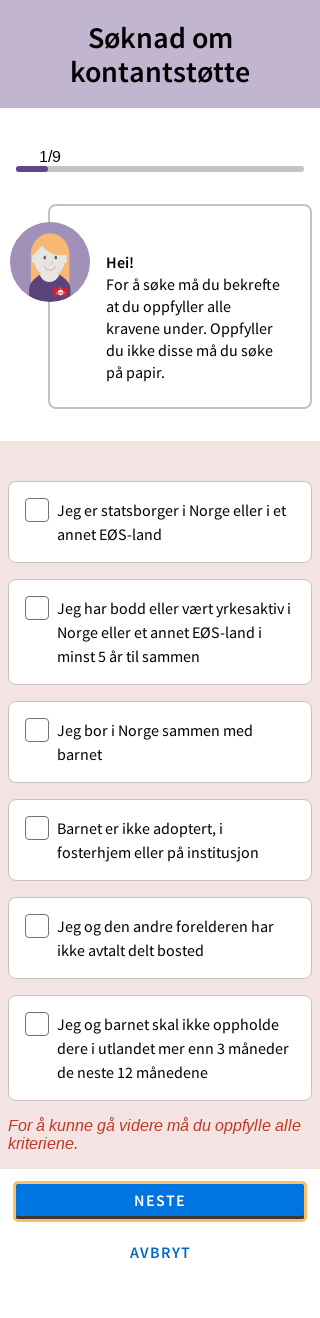 Søknad om
kontantstøtte
1/9
Hei!
For å søke må du bekrefte
at du oppfyller alle
kravene under. Oppfyller
du ikke disse må du søke
på papir.
Jeg er statsborger i Norge eller i et
annet EØS-land
Jeg har bodd eller vært yrkesaktiv i
Norge eller et annet EØS-land i
minst 5 år til sammen
Jeg bor i Norge sammen med
barnet
Barnet er ikke adoptert, i
fosterhjem eller på institusjon
Jeg og den andre forelderen har
ikke avtalt delt bosted
Jeg og barnet skal ikke oppholde
dere i utlandet mer enn 3 måneder
de neste 12 månedene
For å kunne gå videre må du oppfylle alle
kriteriene.
NESTE
AVBRYT